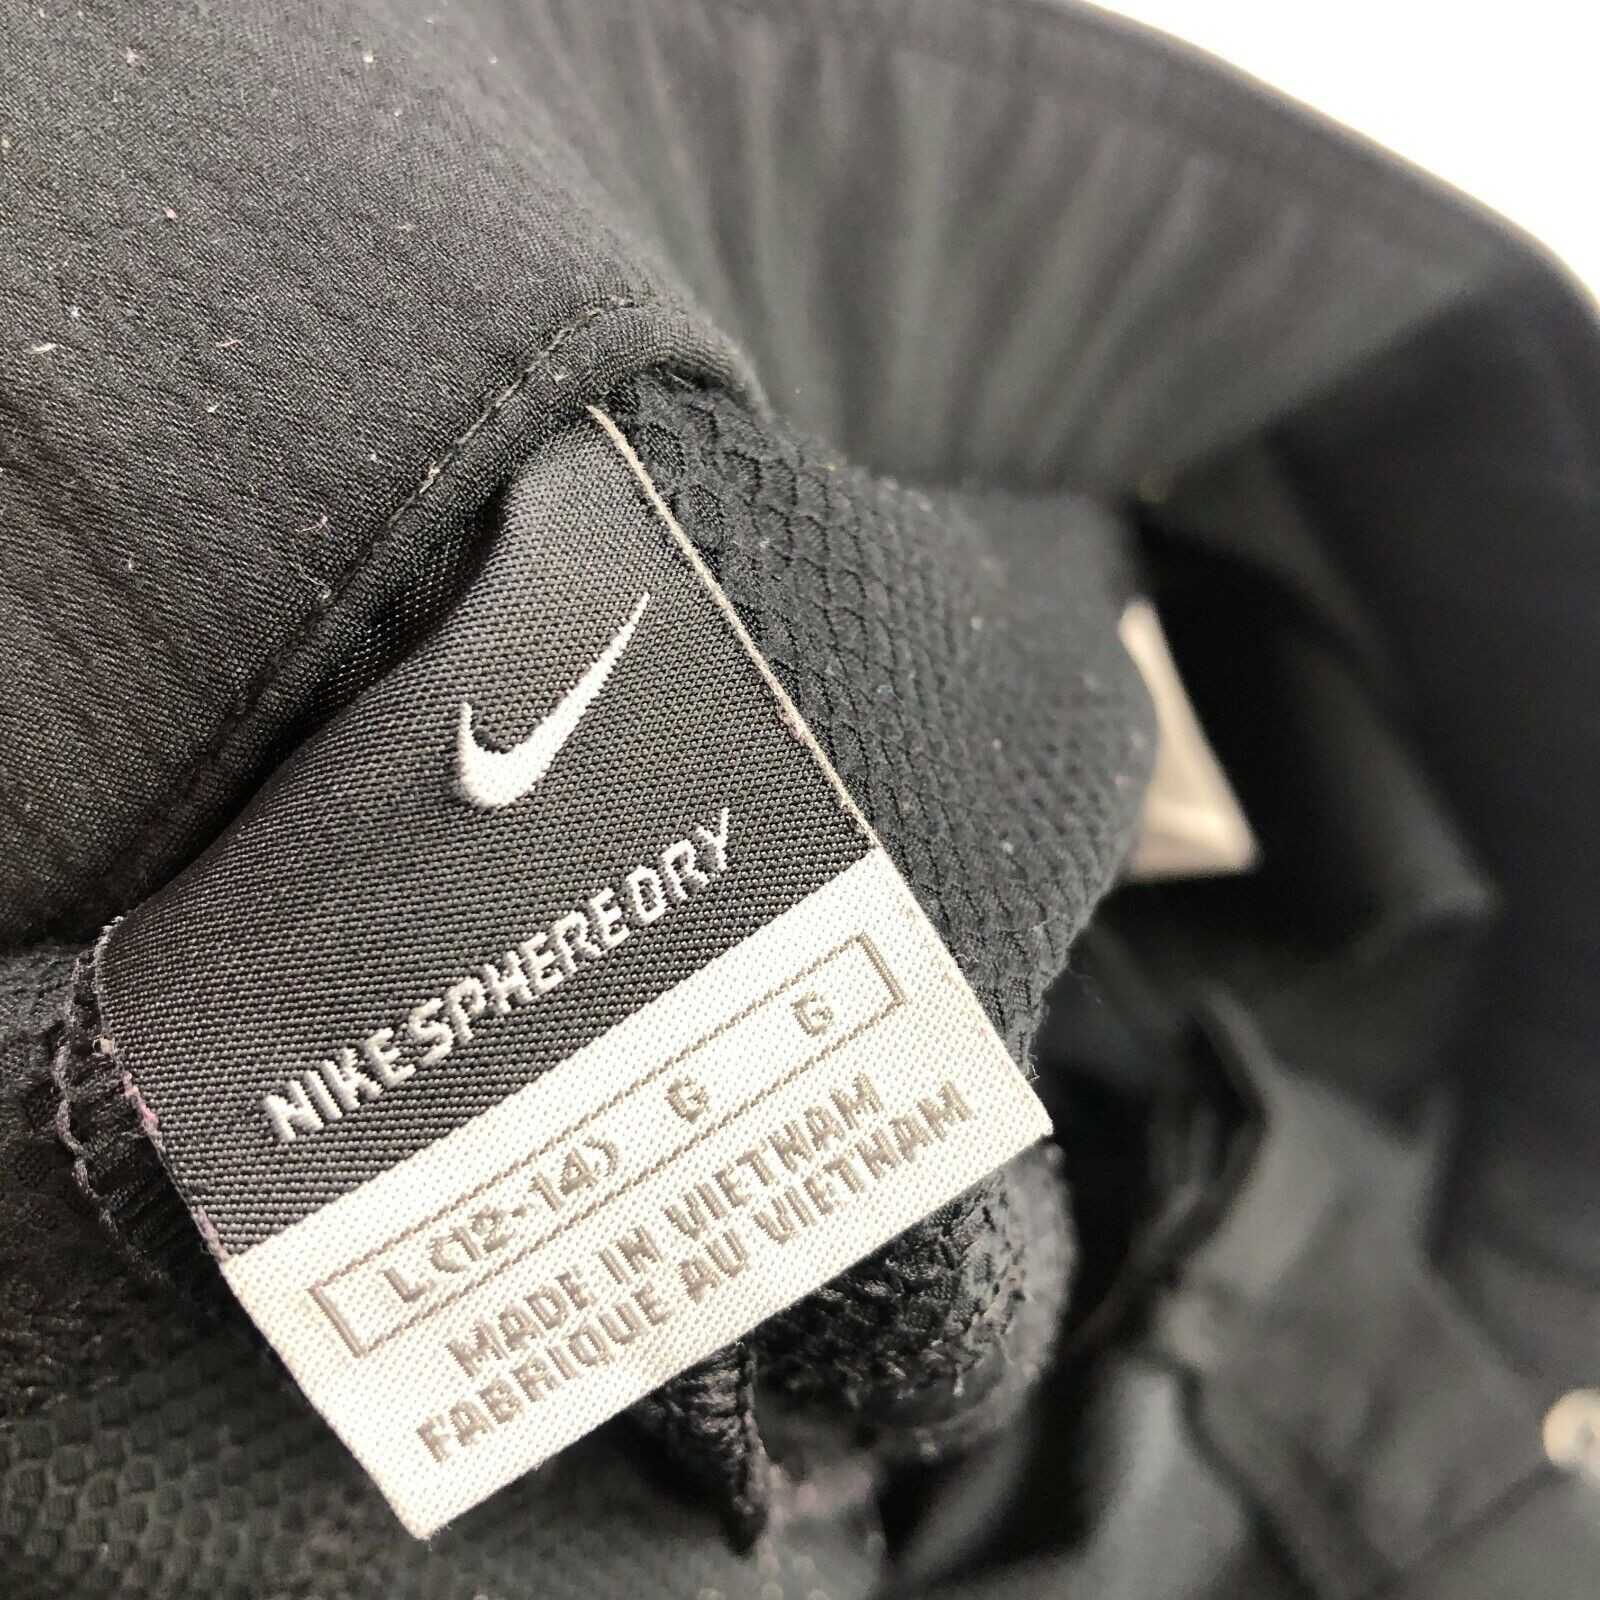 NIKESPHEREDRY
L (12-14) G G
MADE IN VIETNAM
FABRIQUE AU VIETNAM